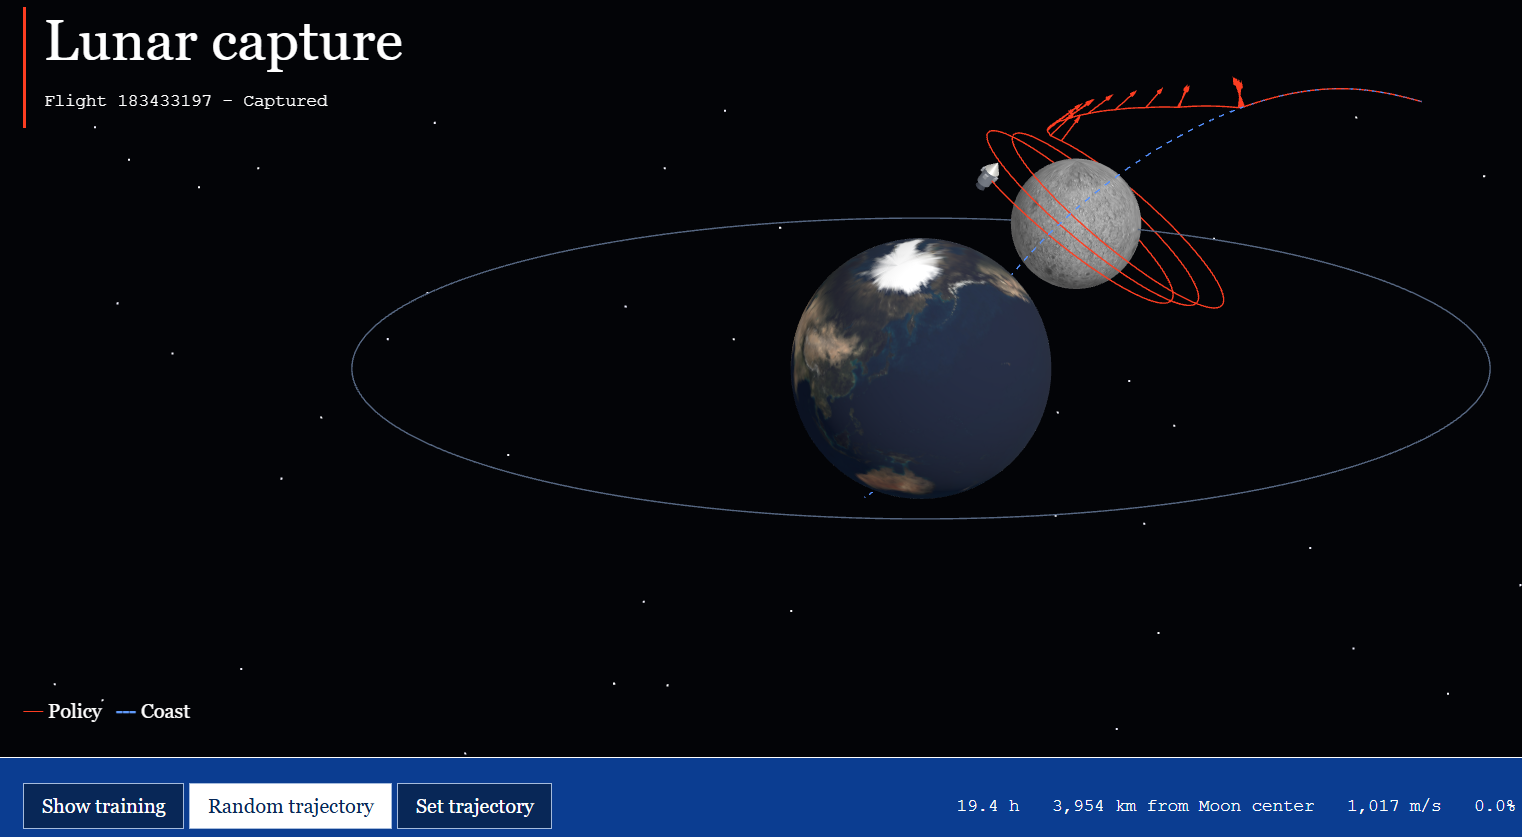 Lunar capture
Flight 183433197 – Captured
Policy --- Coast
Show training Random trajectory Set trajectory 19.4 h 3,954 km from Moon center 1,017 m/s 0.0%